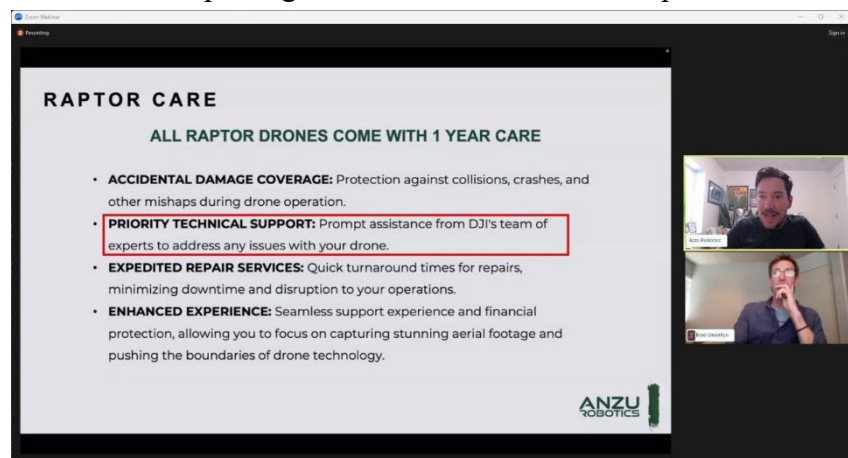 Zoom Webinar
Recording
Sign in
RAPTOR CARE
ALL RAPTOR DRONES COME WITH 1 YEAR CARE
• ACCIDENTAL DAMAGE COVERAGE: Protection against collisions, crashes, and
other mishaps during drone operation.
• PRIORITY TECHNICAL SUPPORT: Prompt assistance from DJI's team of
experts to address any issues with your drone.
• EXPEDITED REPAIR SERVICES: Quick turnaround times for repairs,
minimizing downtime and disruption to your operations.
• ENHANCED EXPERIENCE: Seamless support experience and financial
protection, allowing you to focus on capturing stunning aerial footage and
pushing the boundaries of drone technology.
ANZU
ROBOTICS
Anzu Robotics